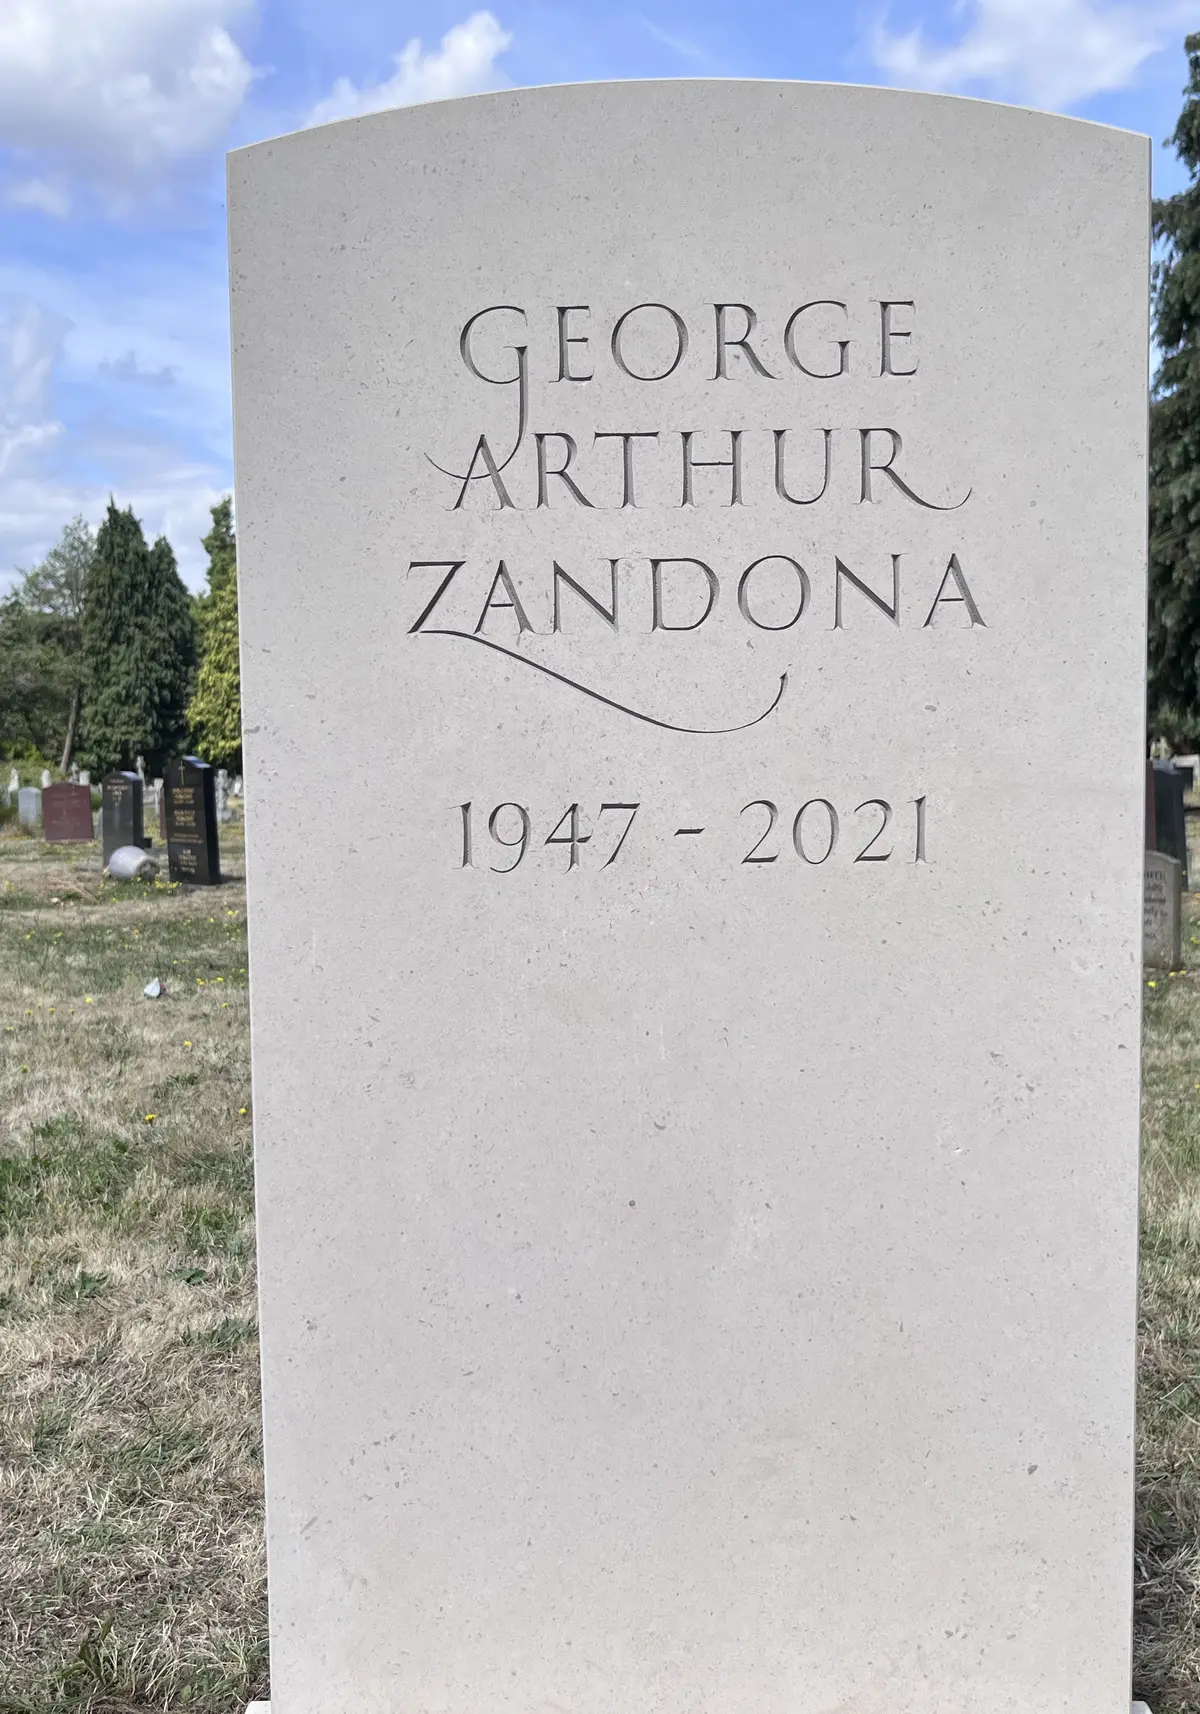 GEORGE
ARTHUR
ZANDONA
1947 - 2021